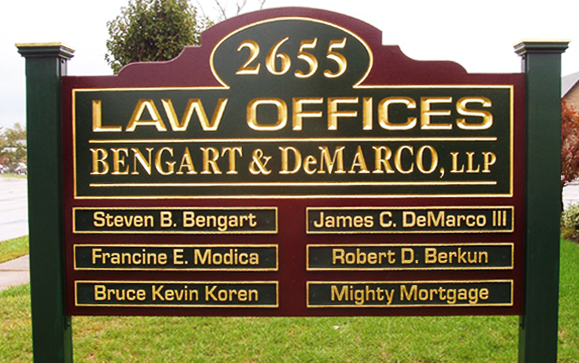 2655
LAW OFFICES
BENGART & DeMARCO, LLP
Steven B. Bengart
James C. DeMarco III
Francine E. Modica
Robert D. Berkun
Bruce Kevin Koren
Mighty Mortgage